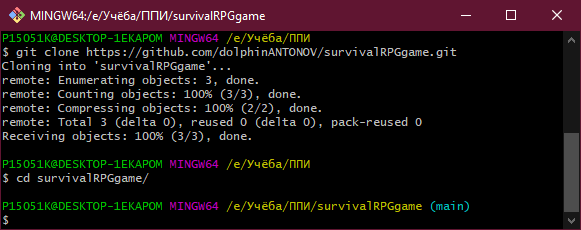 MINGW64:/e/Учёба/ППИ/survivalRPGgame
P15051K@DESKTOP-1EKAPOM MINGW64 /e/Учёба/ППИ
$ git clone https://github.com/dolphinANTONOV/survivalRPGgame.git
Cloning into 'survivalRPGgame'...
remote: Enumerating objects: 3, done.
remote: Counting objects: 100% (3/3), done.
remote: Compressing objects: 100% (2/2), done.
remote: Total 3 (delta 0), reused 0 (delta 0), pack-reused 0
Receiving objects: 100% (3/3), done.
P15051K@DESKTOP-1EKAPOM MINGW64 /e/Учёба/ППИ
$ cd survivalRPGgame/
P15051K@DESKTOP-1EKAPOM MINGW64 /e/Учёба/ППИ/survivalRPGgame (main)
$